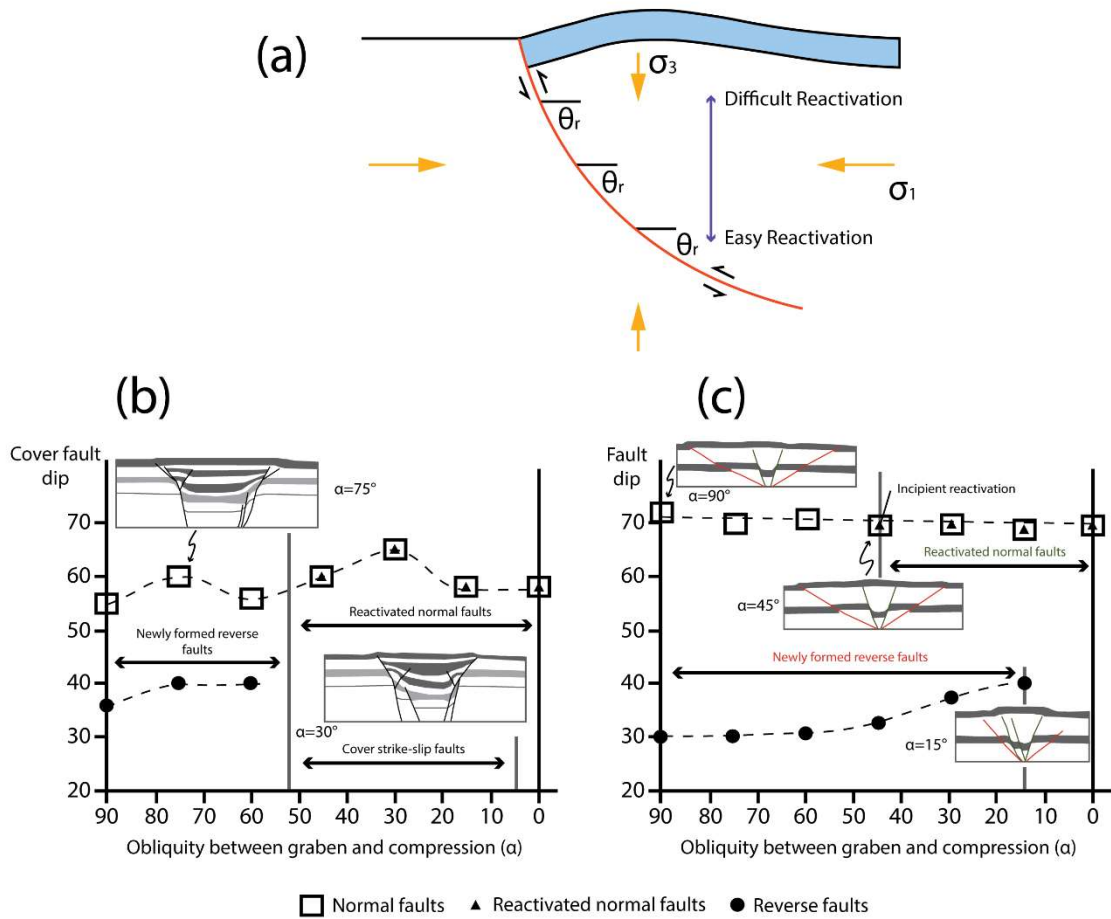 (a)
σ3
Difficult Reactivation
θr
θr
σ1
θr
Easy Reactivation
(b)
Cover fault
dip
α=75°
70
60
50
40
30
20
Reactivated normal faults
Newly formed reverse
faults
α=30°
Cover strike-slip faults
90 80 70 60 50 40 30 20 10 0
Obliquity between graben and compression (α)
(c)
Fault
dip
α=90°
Incipient reactivation
70
60
50
40
30
20
Reactivated normal faults
α=45°
Newly formed reverse faults
α=15°
90 80 70 60 50 40 30 20 10 0
Obliquity between graben and compression (α)
Normal faults Reactivated normal faults Reverse faults